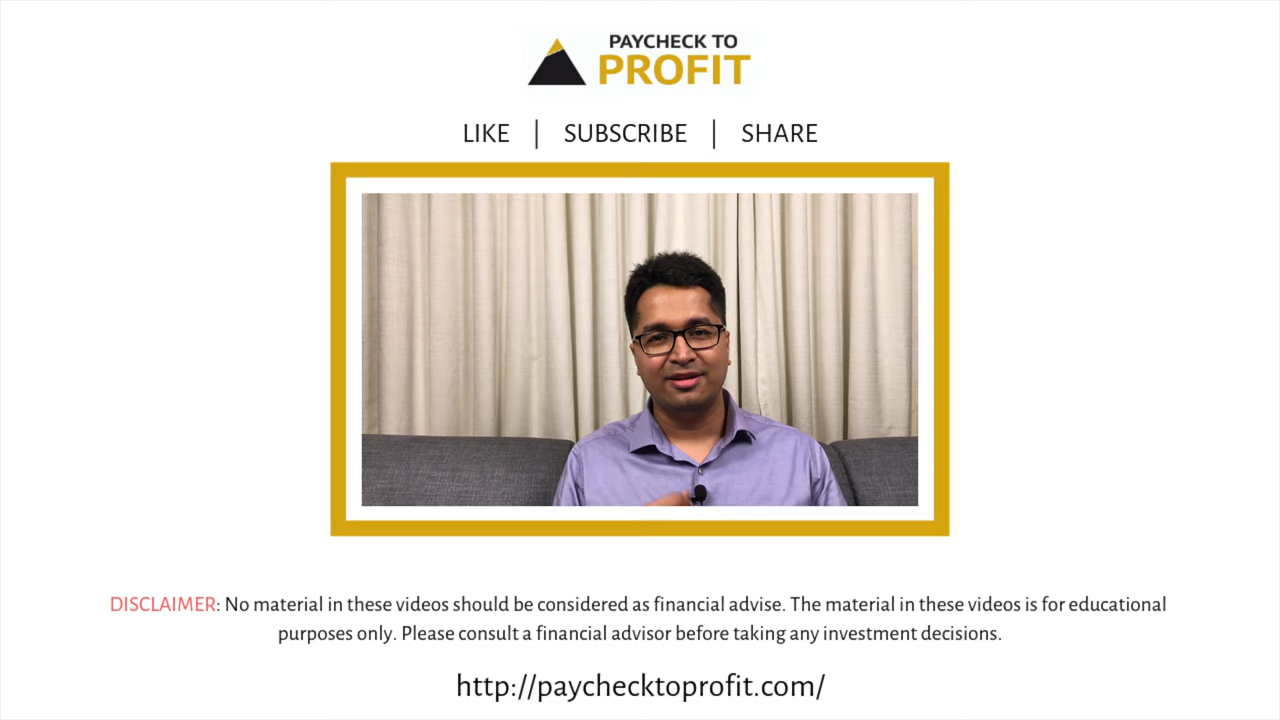 PAYCHECK TO
PROFIT
LIKE | SUBSCRIBE | SHARE
DISCLAIMER: No material in these videos should be considered as financial advise. The material in these videos is for educational
purposes only. Please consult a financial advisor before taking any investment decisions.
http://paychecktoprofit.com/